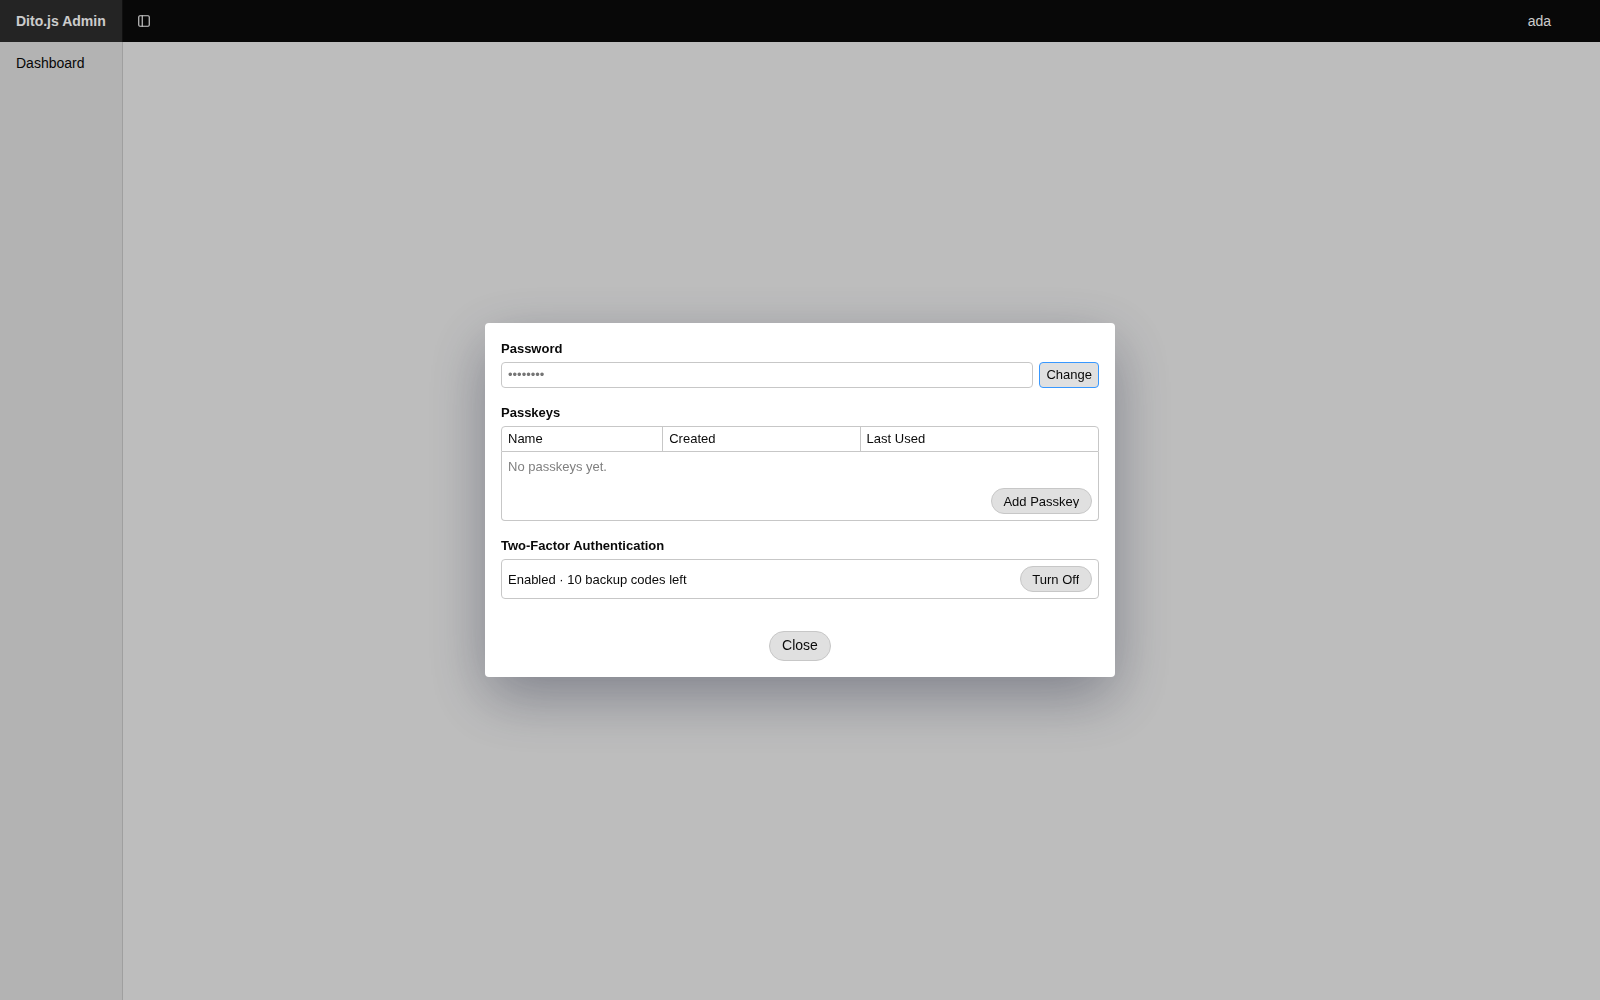 Dito.js Admin
ada
Dashboard
Password
••••••••
Change
Passkeys
Name
Created
Last Used
No passkeys yet.
Add Passkey
Two-Factor Authentication
Enabled · 10 backup codes left
Turn Off
Close